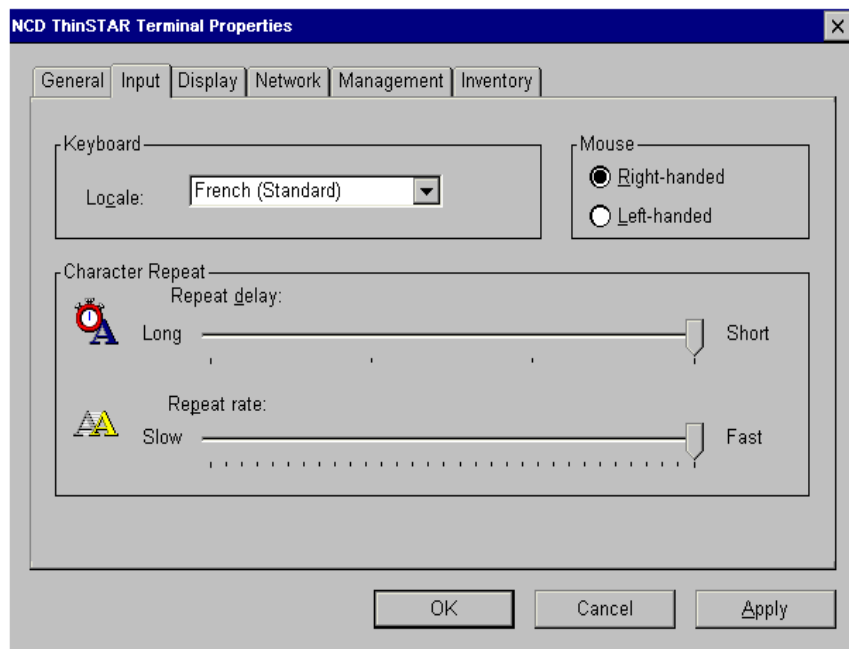 NCD ThinSTAR Terminal Properties
General Input Display Network Management Inventory
Keyboard
Locale: French (Standard)
Mouse
Right-handed
Left-handed
Character Repeat
Repeat delay:
Long Short
Repeat rate:
Slow Fast
OK Cancel Apply